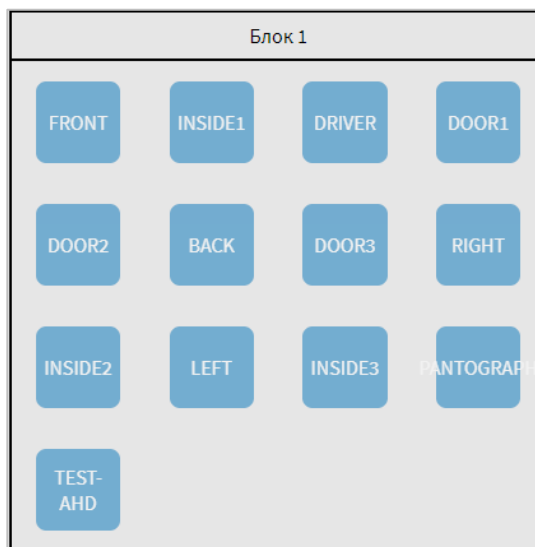 Блок 1
FRONT INSIDE1 DRIVER DOOR1
DOOR2 BACK DOOR3 RIGHT
INSIDE2 LEFT INSIDE3 PANTOGRAPH
TEST-
AHD